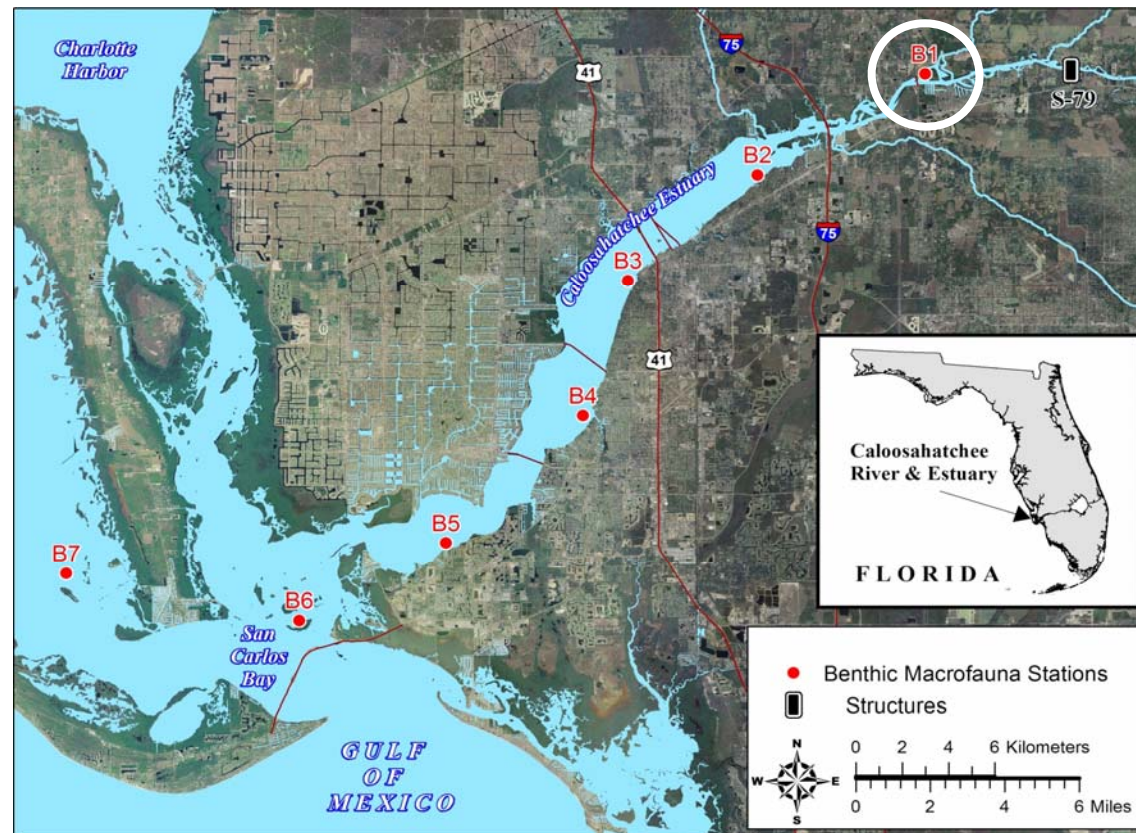 Charlotte
Harbor
75
41
B1
S-79
B2
Caloosahatchee Estuary
75
B3
41
B4
Caloosahatchee
River & Estuary
FLORIDA
B5
B7
B6
San
Carlos
Bay
GULF
OF
MEXICO
Benthic Macrofauna Stations
Structures
N
W E
S
0 2 4 6 Kilometers
0 2 4 6 Miles